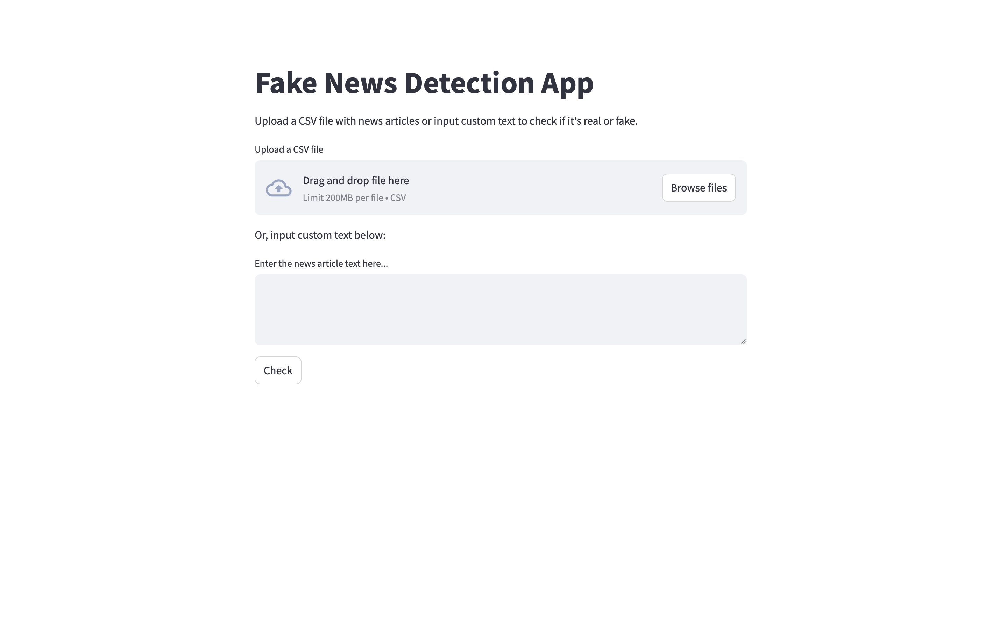 Fake News Detection App
Upload a CSV file with news articles or input custom text to check if it's real or fake.
Upload a CSV file
Drag and drop file here
Limit 200MB per file • CSV
Browse files
Or, input custom text below:
Enter the news article text here...
Check